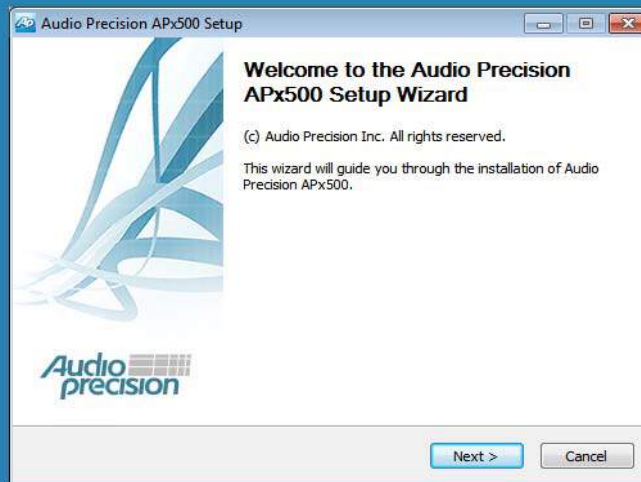 Ap Audio Precision APx500 Setup
Welcome to the Audio Precision
APx500 Setup Wizard
(c) Audio Precision Inc. All rights reserved.
This wizard will guide you through the installation of Audio
Precision APx500.
Audio
precision
Next >
Cancel